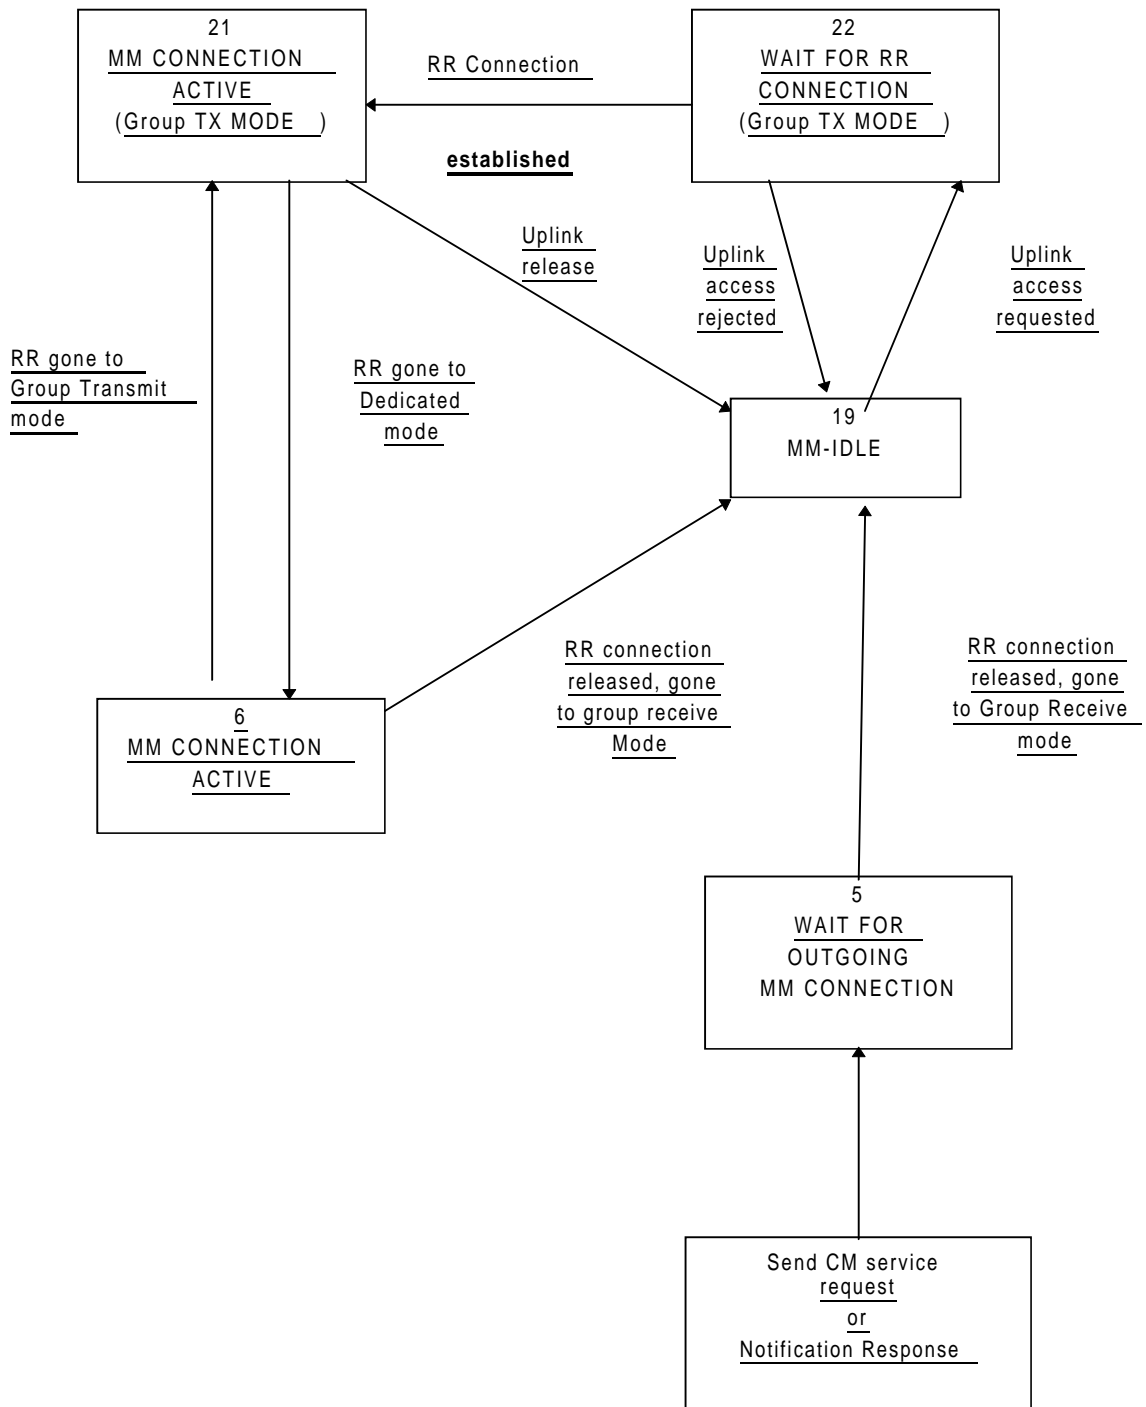 21
MM CONNECTION
ACTIVE
(Group TX MODE )
RR Connection
established
22
WAIT FOR RR
CONNECTION
(Group TX MODE )
Uplink
release
Uplink
access
rejected
Uplink
access
requested
RR gone to
Group Transmit
mode
RR gone to
Dedicated
mode
19
MM-IDLE
RR connection
released, gone
to group receive
Mode
RR connection
released, gone
to Group Receive
mode
6
MM CONNECTION
ACTIVE
5
WAIT FOR
OUTGOING
MM CONNECTION
Send CM service
request
or
Notification Response